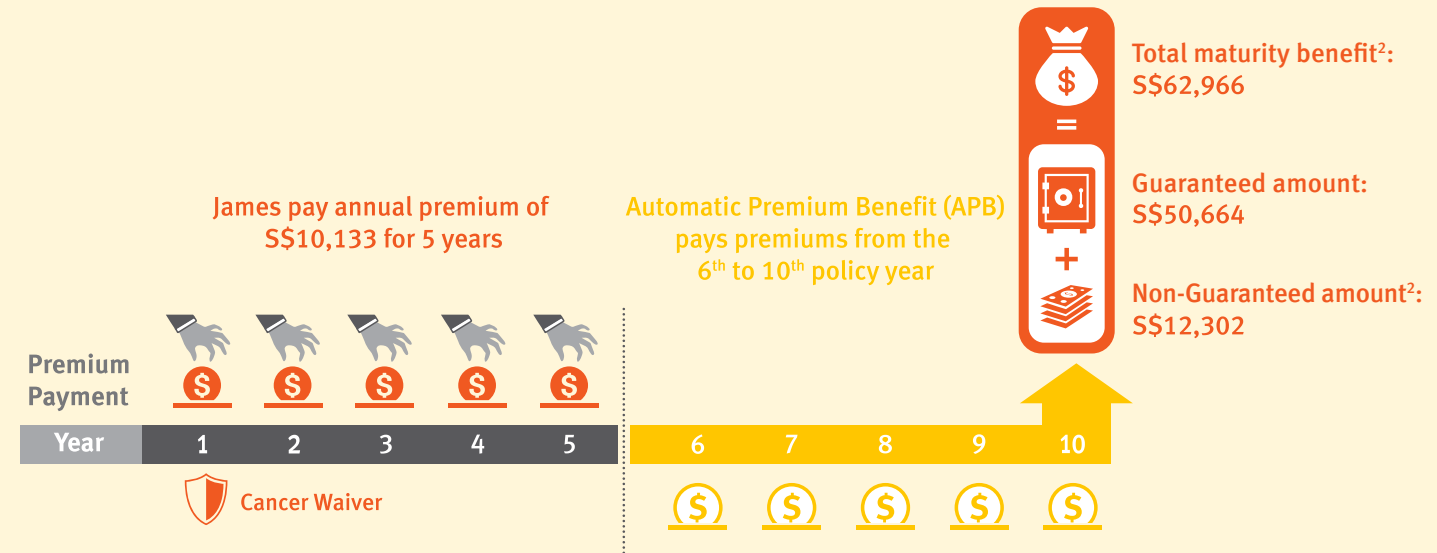 Total maturity benefit²:
S$62,966
=
Guaranteed amount:
S$50,664
+
Non-Guaranteed amount²:
S$12,302
James pay annual premium of
S$10,133 for 5 years
Automatic Premium Benefit (APB)
pays premiums from the
6th to 10th policy year
Premium
Payment
$ $ $ $ $
Year 1 2 3 4 5 6 7 8 9 10
Cancer Waiver
$ $ $ $ $